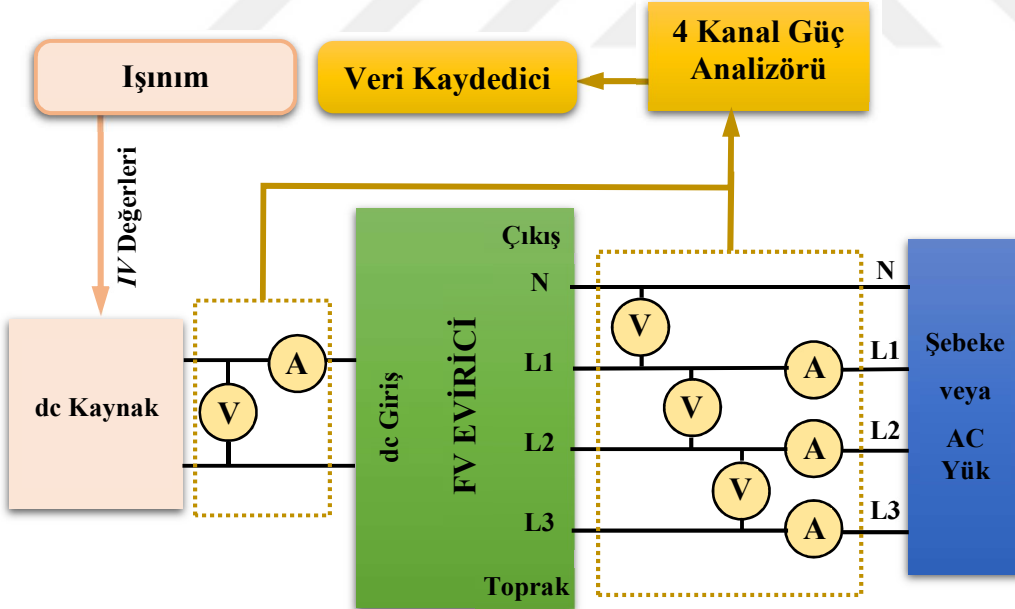 4 Kanal Güç
Analizörü
Işınım
Veri Kaydedici
IV Değerleri
Çıkış
N
N
V
FV EVİRİCİ
dc Giriş
dc Kaynak
A
V
L1
A
L1
Şebeke
veya
AC
Yük
V
L2
A
L2
V
L3
A
L3
Toprak